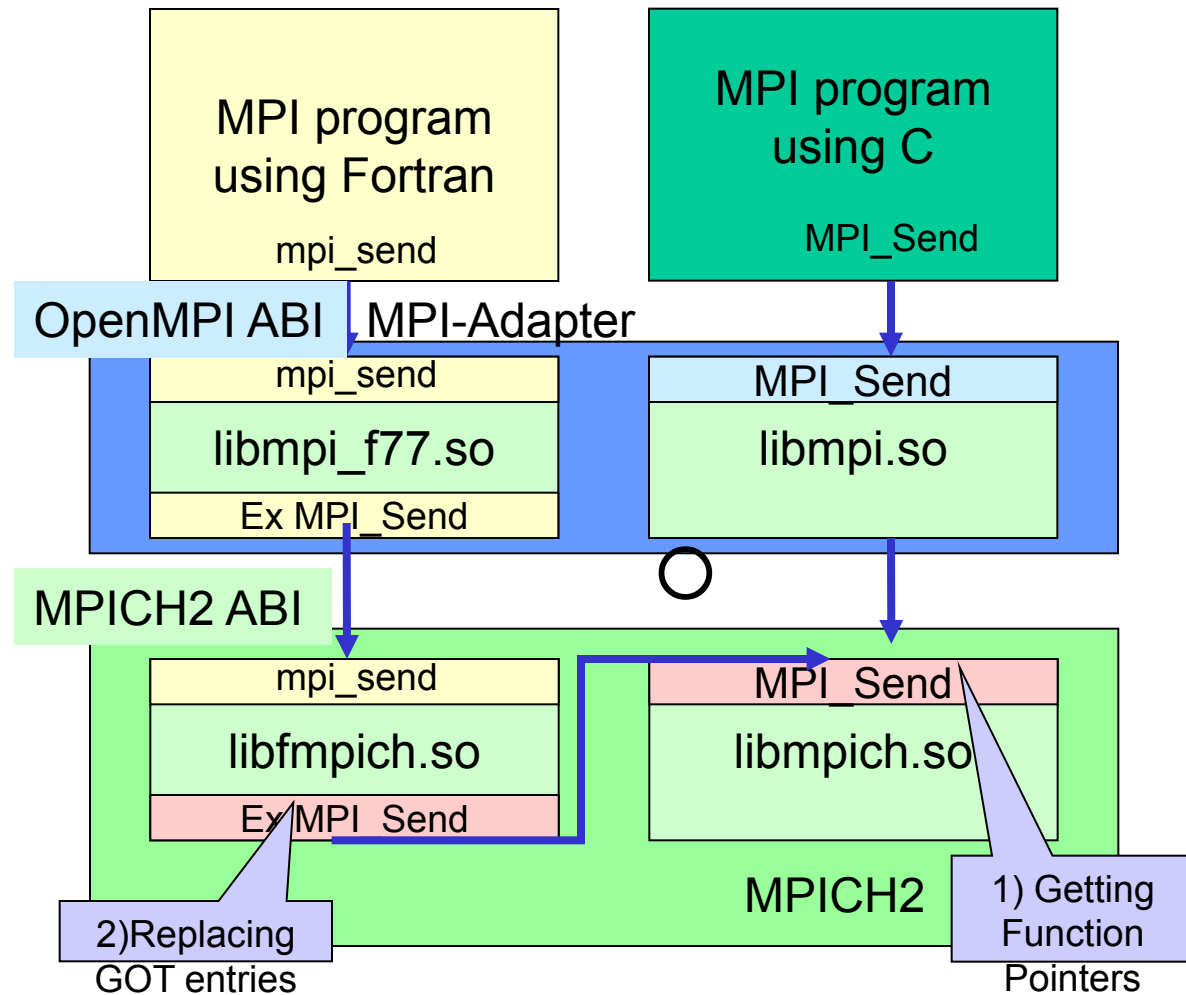 MPI program
using Fortran
mpi_send
MPI program
using C
MPI_Send
OpenMPI ABI
MPI-Adapter
mpi_send
libmpi_f77.so
Ex MPI_Send
MPI_Send
libmpi.so
MPICH2 ABI
mpi_send
libfmpich.so
Ex MPI_Send
MPI_Send
libmpich.so
MPICH2
2)Replacing
GOT entries
1) Getting
Function
Pointers